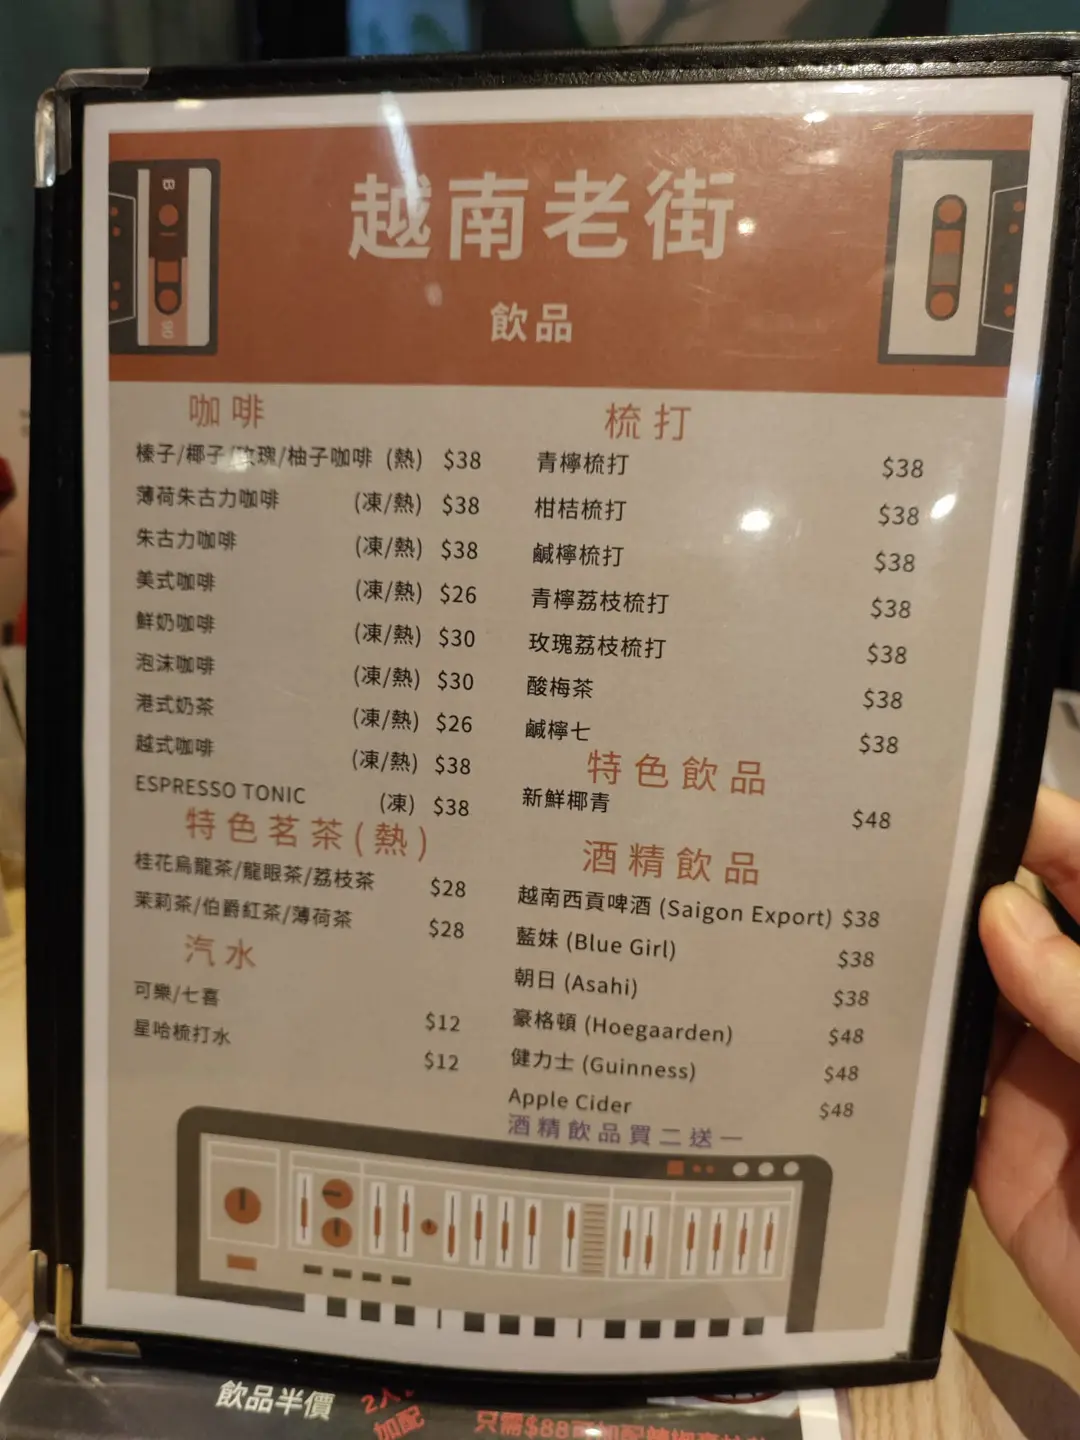 越南老街
飲品
咖啡
榛子/椰子/玫瑰/柚子咖啡 (熱) $38
薄荷朱古力咖啡 (凍/熱) $38
朱古力咖啡 (凍/熱) $38
美式咖啡 (凍/熱) $26
鮮奶咖啡 (凍/熱) $30
泡沫咖啡 (凍/熱) $30
港式奶茶 (凍/熱) $26
越式咖啡 (凍/熱) $38
ESPRESSO TONIC (凍) $38
特色茗茶(熱)
桂花烏龍茶/龍眼茶/荔枝茶 $28
茉莉茶/伯爵紅茶/薄荷茶 $28
汽水
可樂/七喜 $12
星哈梳打水 $12
梳打
青檸梳打 $38
柑桔梳打 $38
鹹檸梳打 $38
青檸荔枝梳打 $38
玫瑰荔枝梳打 $38
酸梅茶 $38
鹹檸七 $38
特色飲品
新鮮椰青 $48
酒精飲品
越南西貢啤酒 (Saigon Export) $38
藍妹 (Blue Girl) $38
朝日 (Asahi) $38
豪格頓 (Hoegaarden) $48
健力士 (Guinness) $48
Apple Cider $48
酒精飲品買二送一
B
90
飲品半價
2人
加配
只需$88可加配